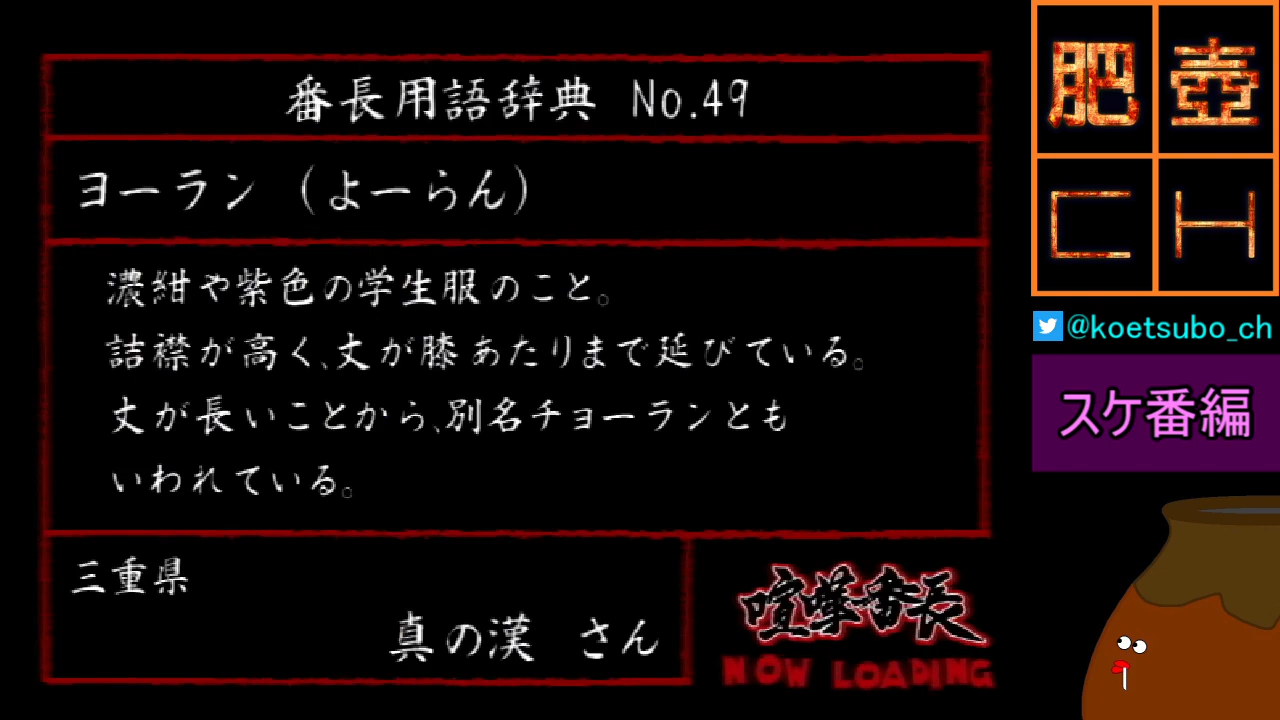 番長用語辞典 No.49
ヨーラン（よーらん）
濃紺や紫色の学生服のこと。
詰襟が高く、丈が膝あたりまで延びている。
丈が長いことから、別名チョーランとも
いわれている。
三重県
真の漢 さん
喧嘩番長
NOW LOADING
肥壺
CH
@koetsubo_ch
スケ番編